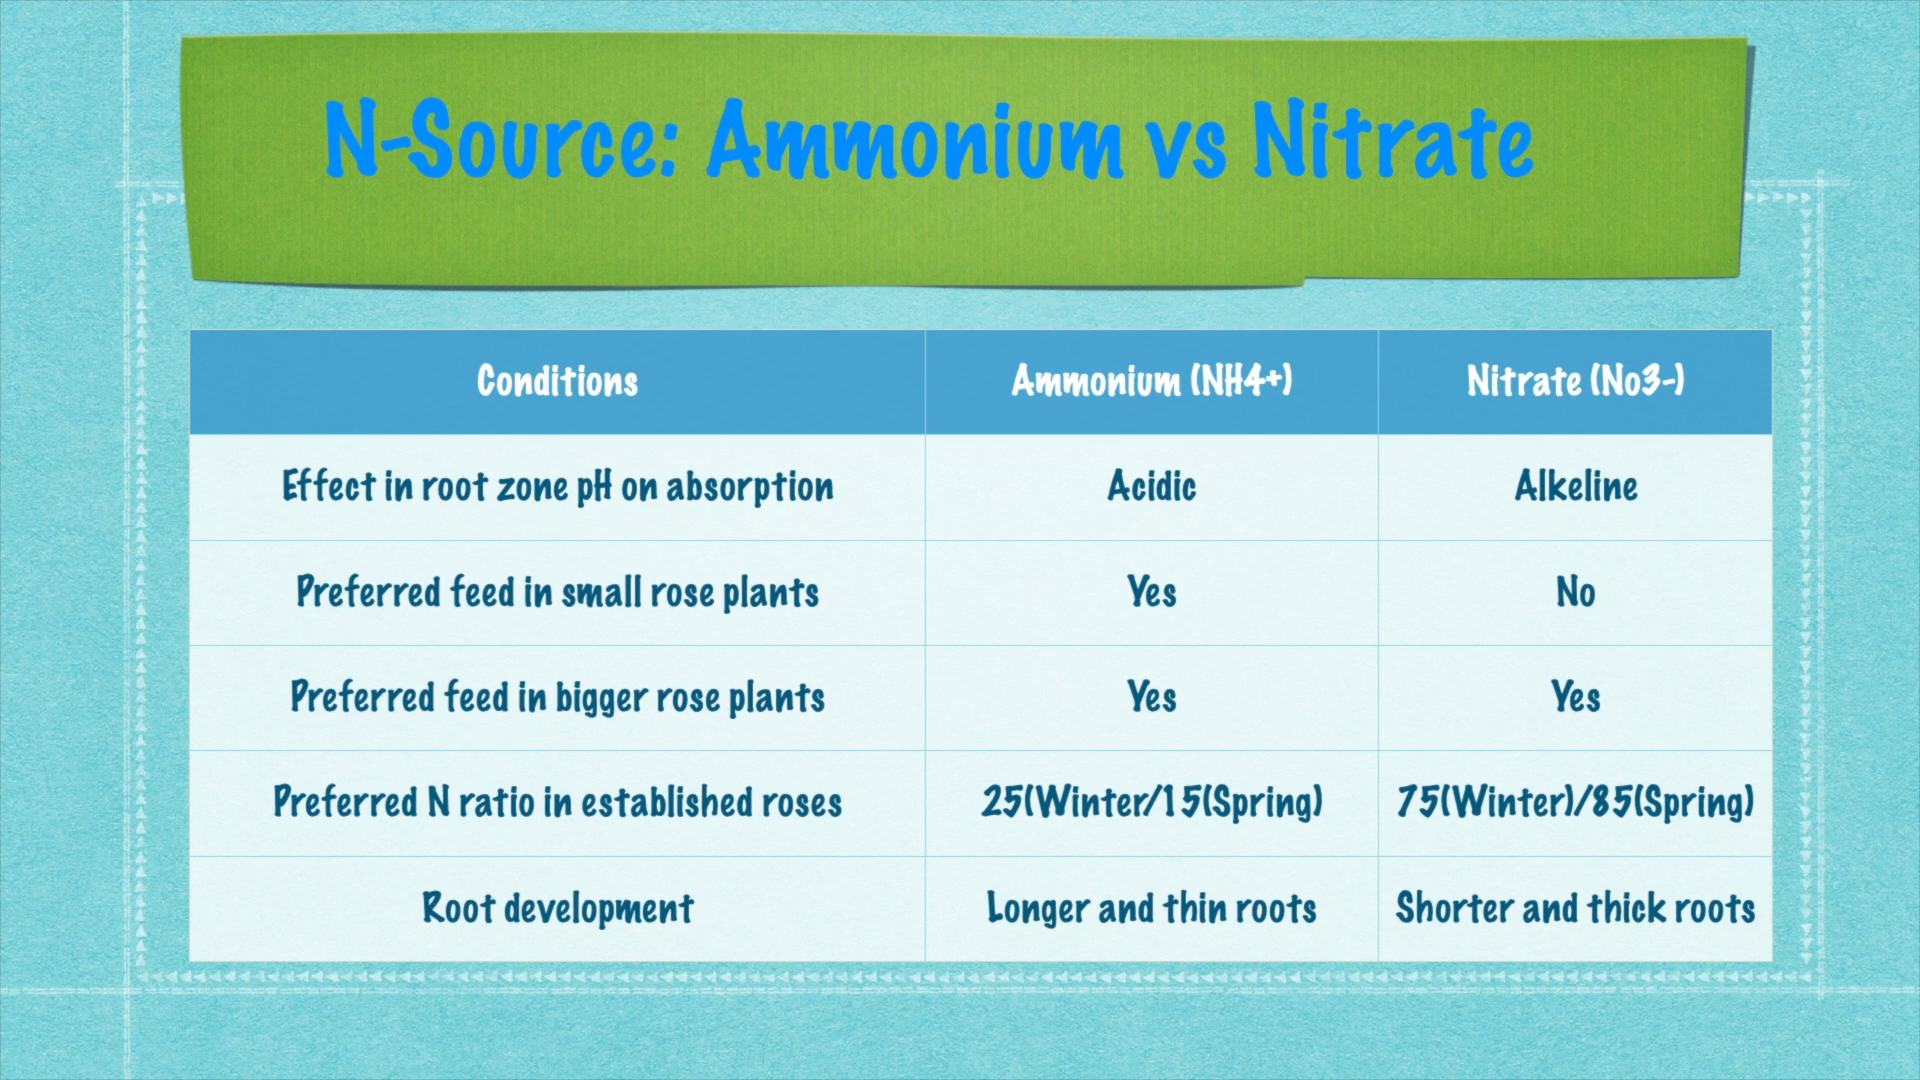 N-Source: Ammonium vs Nitrate
Conditions Ammonium (NH4+) Nitrate (No3-)
Effect in root zone pH on absorption Acidic Alkeline
Preferred feed in small rose plants Yes No
Preferred feed in bigger rose plants Yes Yes
Preferred N ratio in established roses 25(Winter/15(Spring) 75(Winter)/85(Spring)
Root development Longer and thin roots Shorter and thick roots